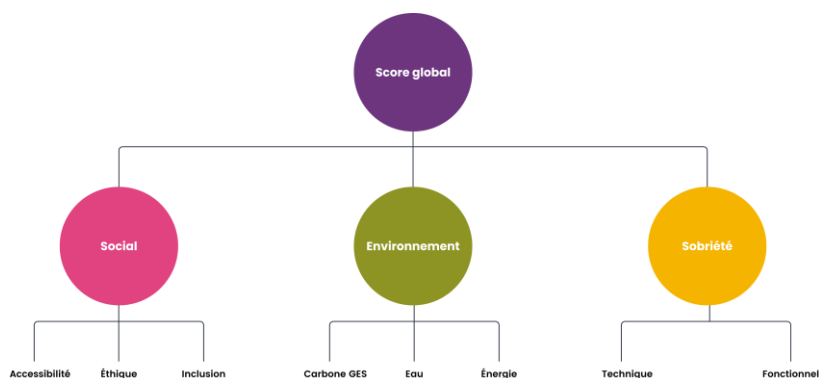 Score global
Social
Environnement
Sobriété
Accessibilité
Éthique
Inclusion
Carbone GES
Eau
Énergie
Technique
Fonctionnel